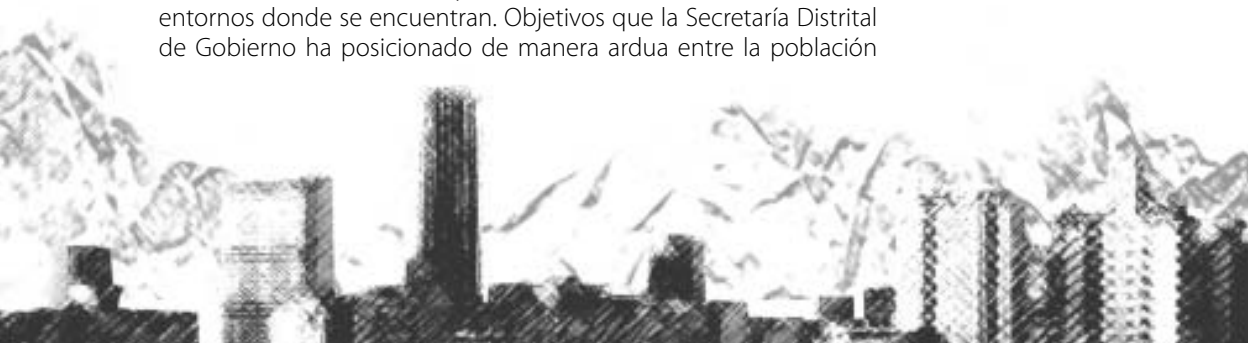 entornos donde se encuentran. Objetivos que la Secretaría Distrital
de Gobierno ha posicionado de manera ardua entre la población